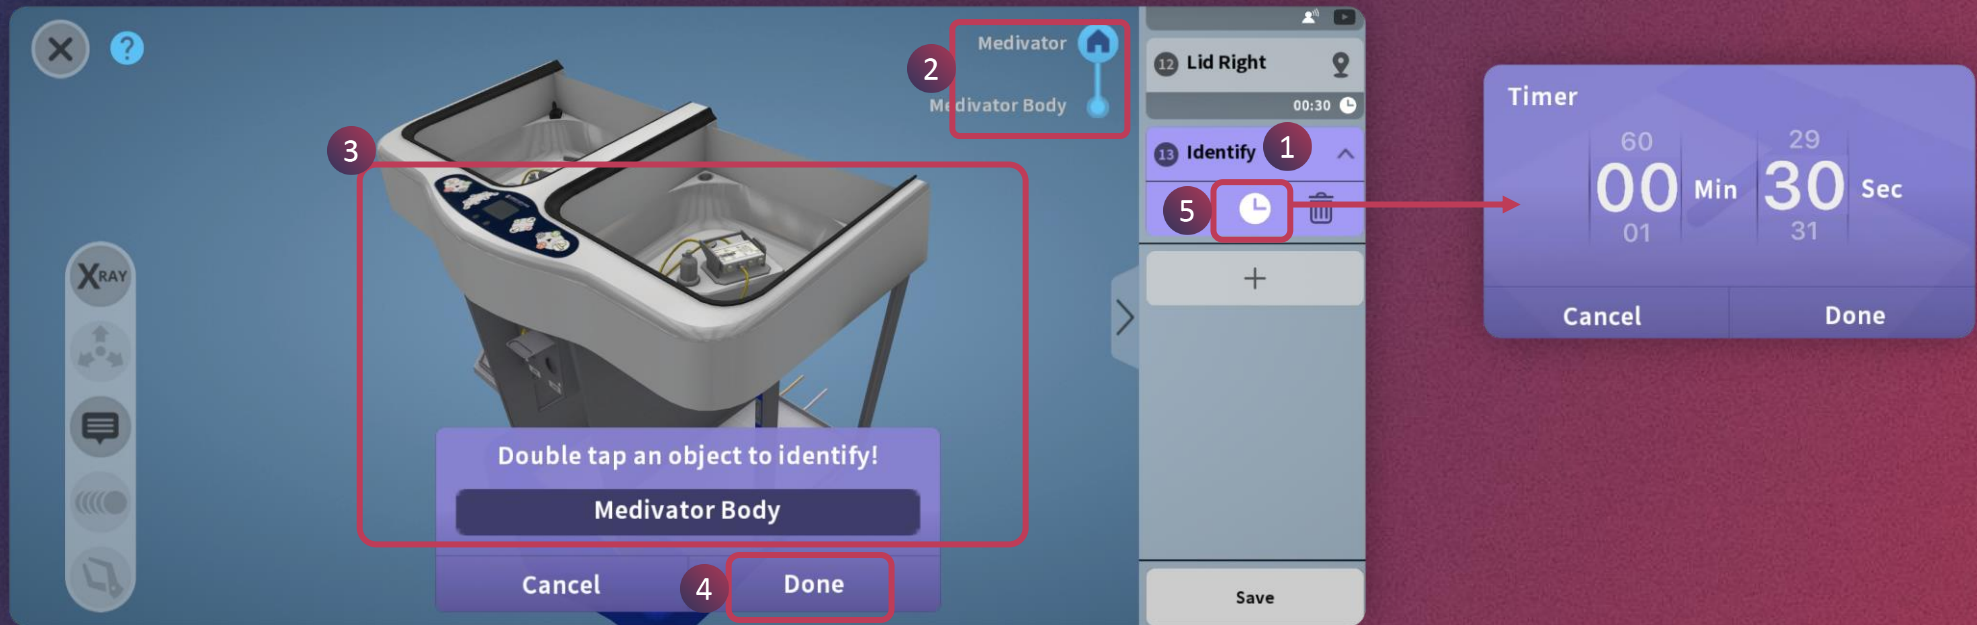 ?
Medivator
2
Medivator Body
12 Lid Right
00:30
13 Identify
1
3
5
XRAY
+
Double tap an object to identify!
Medivator Body
Cancel
4
Done
Save
Timer
60 29
00 Min 30 Sec
01 31
Cancel Done